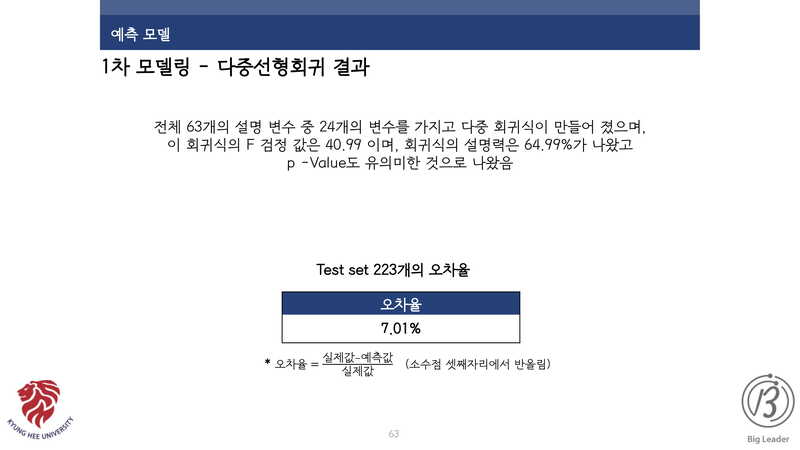 예측 모델
1차 모델링 - 다중선형회귀 결과
전체 63개의 설명 변수 중 24개의 변수를 가지고 다중 회귀식이 만들어 졌으며,
이 회귀식의 F 검정 값은 40.99 이며, 회귀식의 설명력은 64.99%가 나왔고
p -Value도 유의미한 것으로 나왔음
Test set 223개의 오차율
오차율
7.01%
* 오차율 = 실제값-예측값 / 실제값 (소수점 셋째자리에서 반올림)
KYUNG HEE UNIVERSITY
63
Big Leader